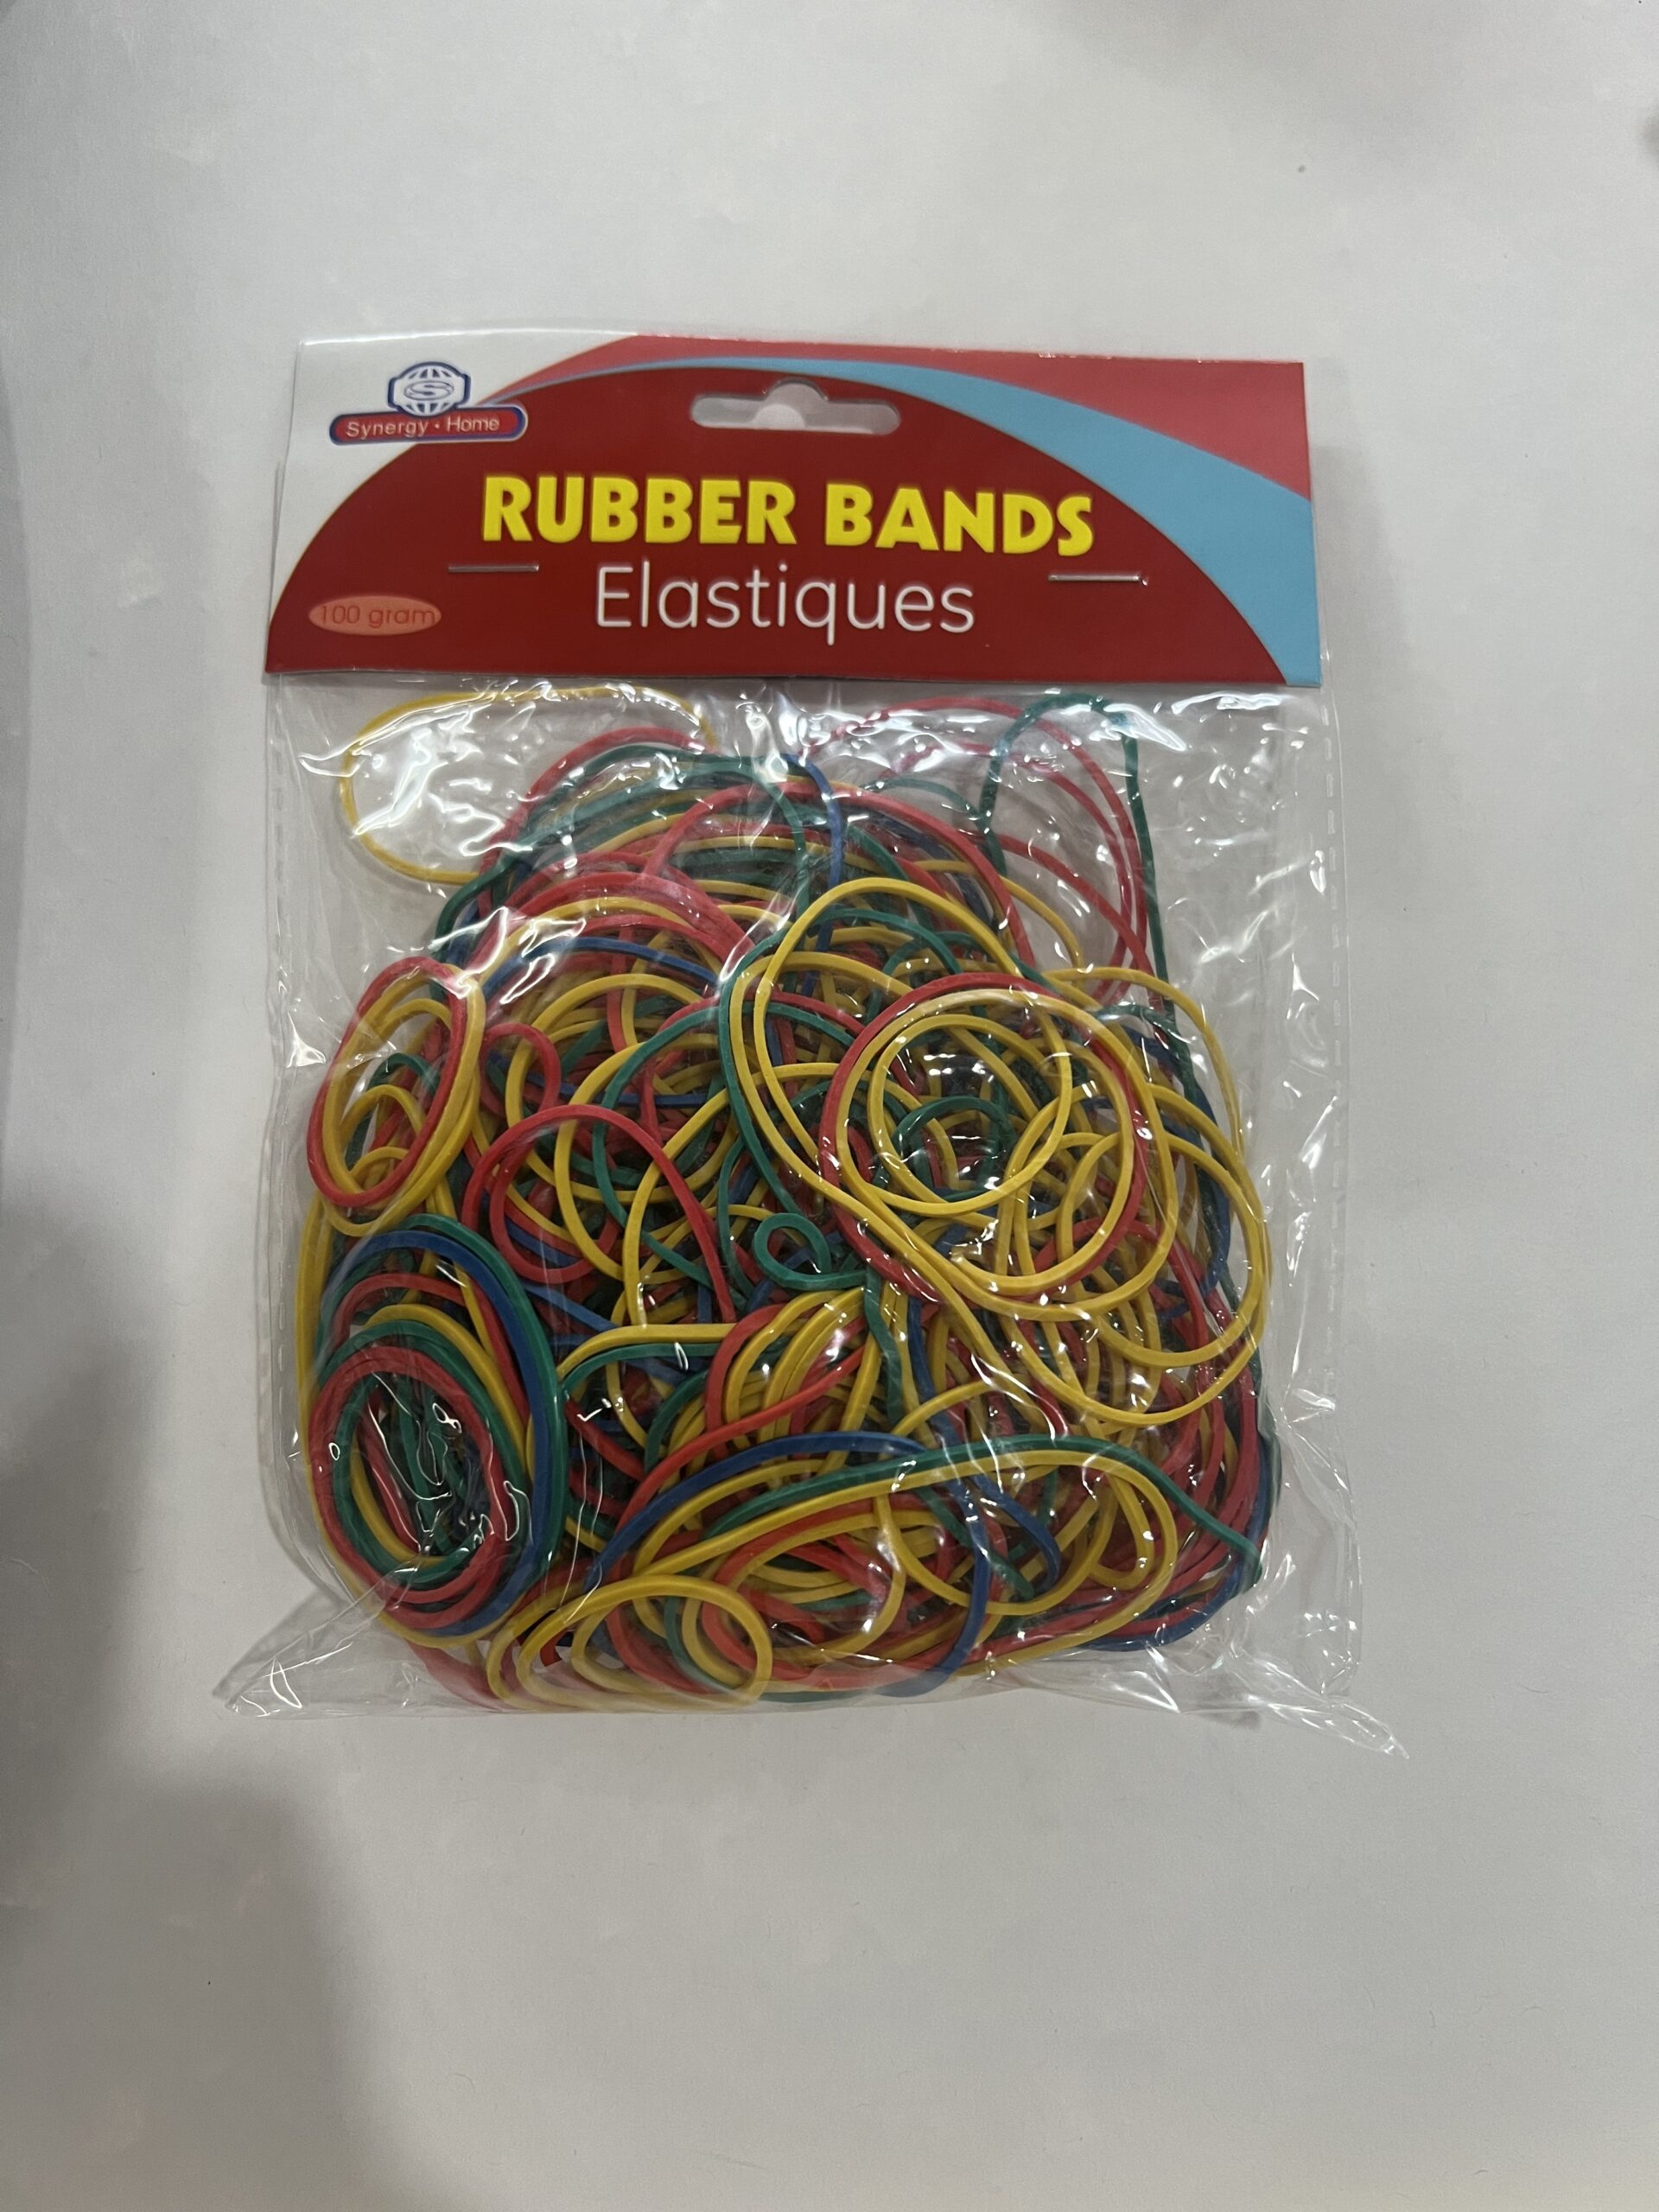 S
Synergy • Home
RUBBER BANDS
Elastiques
100 gram